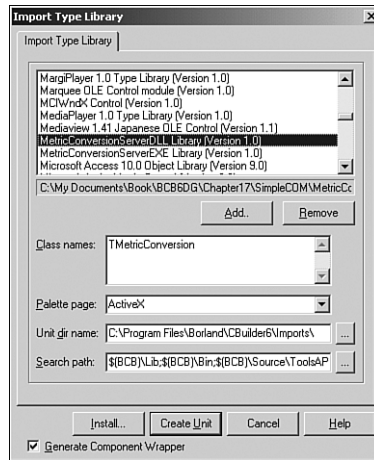 Import Type Library
Import Type Library
MargiPlayer 1.0 Type Library (Version 1.0)
Marquee OLE Control module (Version 1.0)
MCIWndX Control (Version 1.0)
MediaPlayer 1.0 Type Library (Version 1.0)
Mediaview 1.41 Japanese OLE Control (Version 1.1)
MetricConversionServerDLL Library (Version 1.0)
MetricConversionServerEXE Library (Version 1.0)
Microsoft Access 10.0 Object Library (Version 9.0)
C:\My Documents\Book\BCB6DG\Chapter17\SimpleCOM\MetricCc
Add.. Remove
Class names: TMetricConversion
Palette page: ActiveX
Unit dir name: C:\Program Files\Borland\CBuilder6\Imports\ ...
Search path: $(BCB)\Lib;$(BCB)\Bin;$(BCB)\Source\ToolsAP ...
Install... Create Unit Cancel Help
Generate Component Wrapper